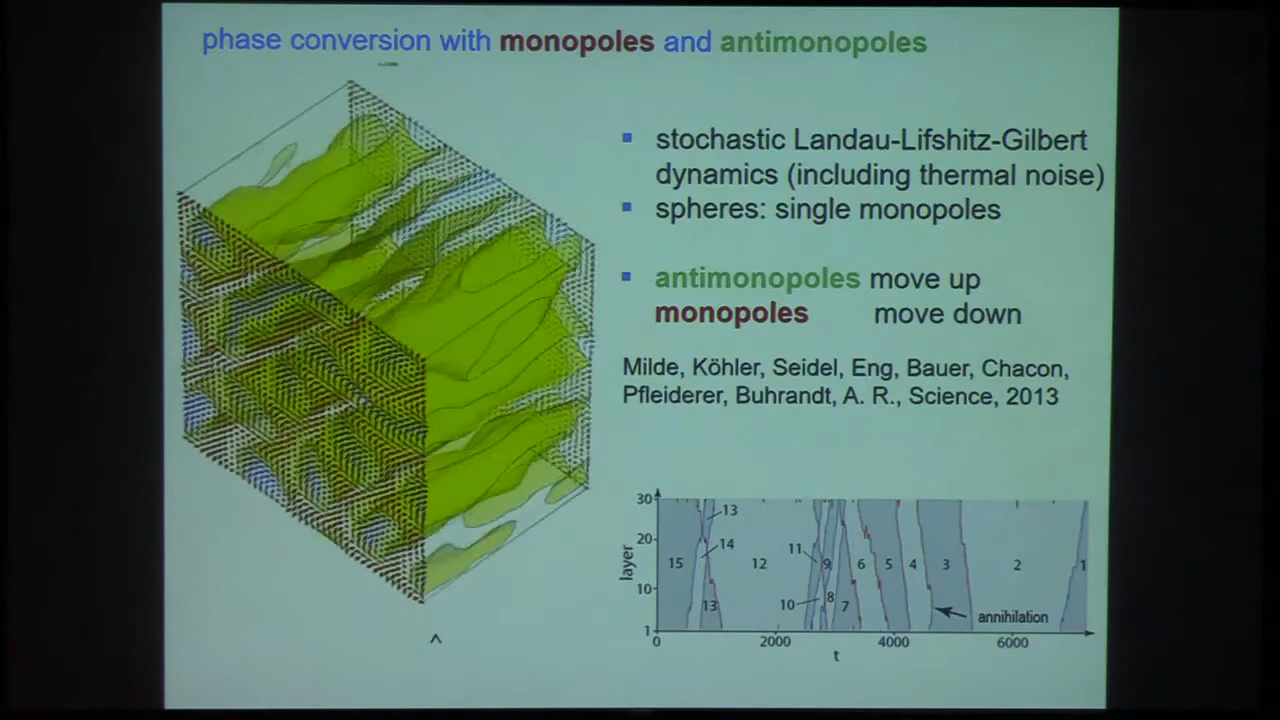 phase conversion with monopoles and antimonopoles
stochastic Landau-Lifshitz-Gilbert
dynamics (including thermal noise)
spheres: single monopoles
antimonopoles move up
monopoles move down
Milde, Köhler, Seidel, Eng, Bauer, Chacon,
Pfleiderer, Buhrandt, A. R., Science, 2013
30
20
10
1
layer
15
13
14
13
12
11
10
9
8
7
6
5
4
3
2
1
annihilation
0 2000 4000 6000
t
^